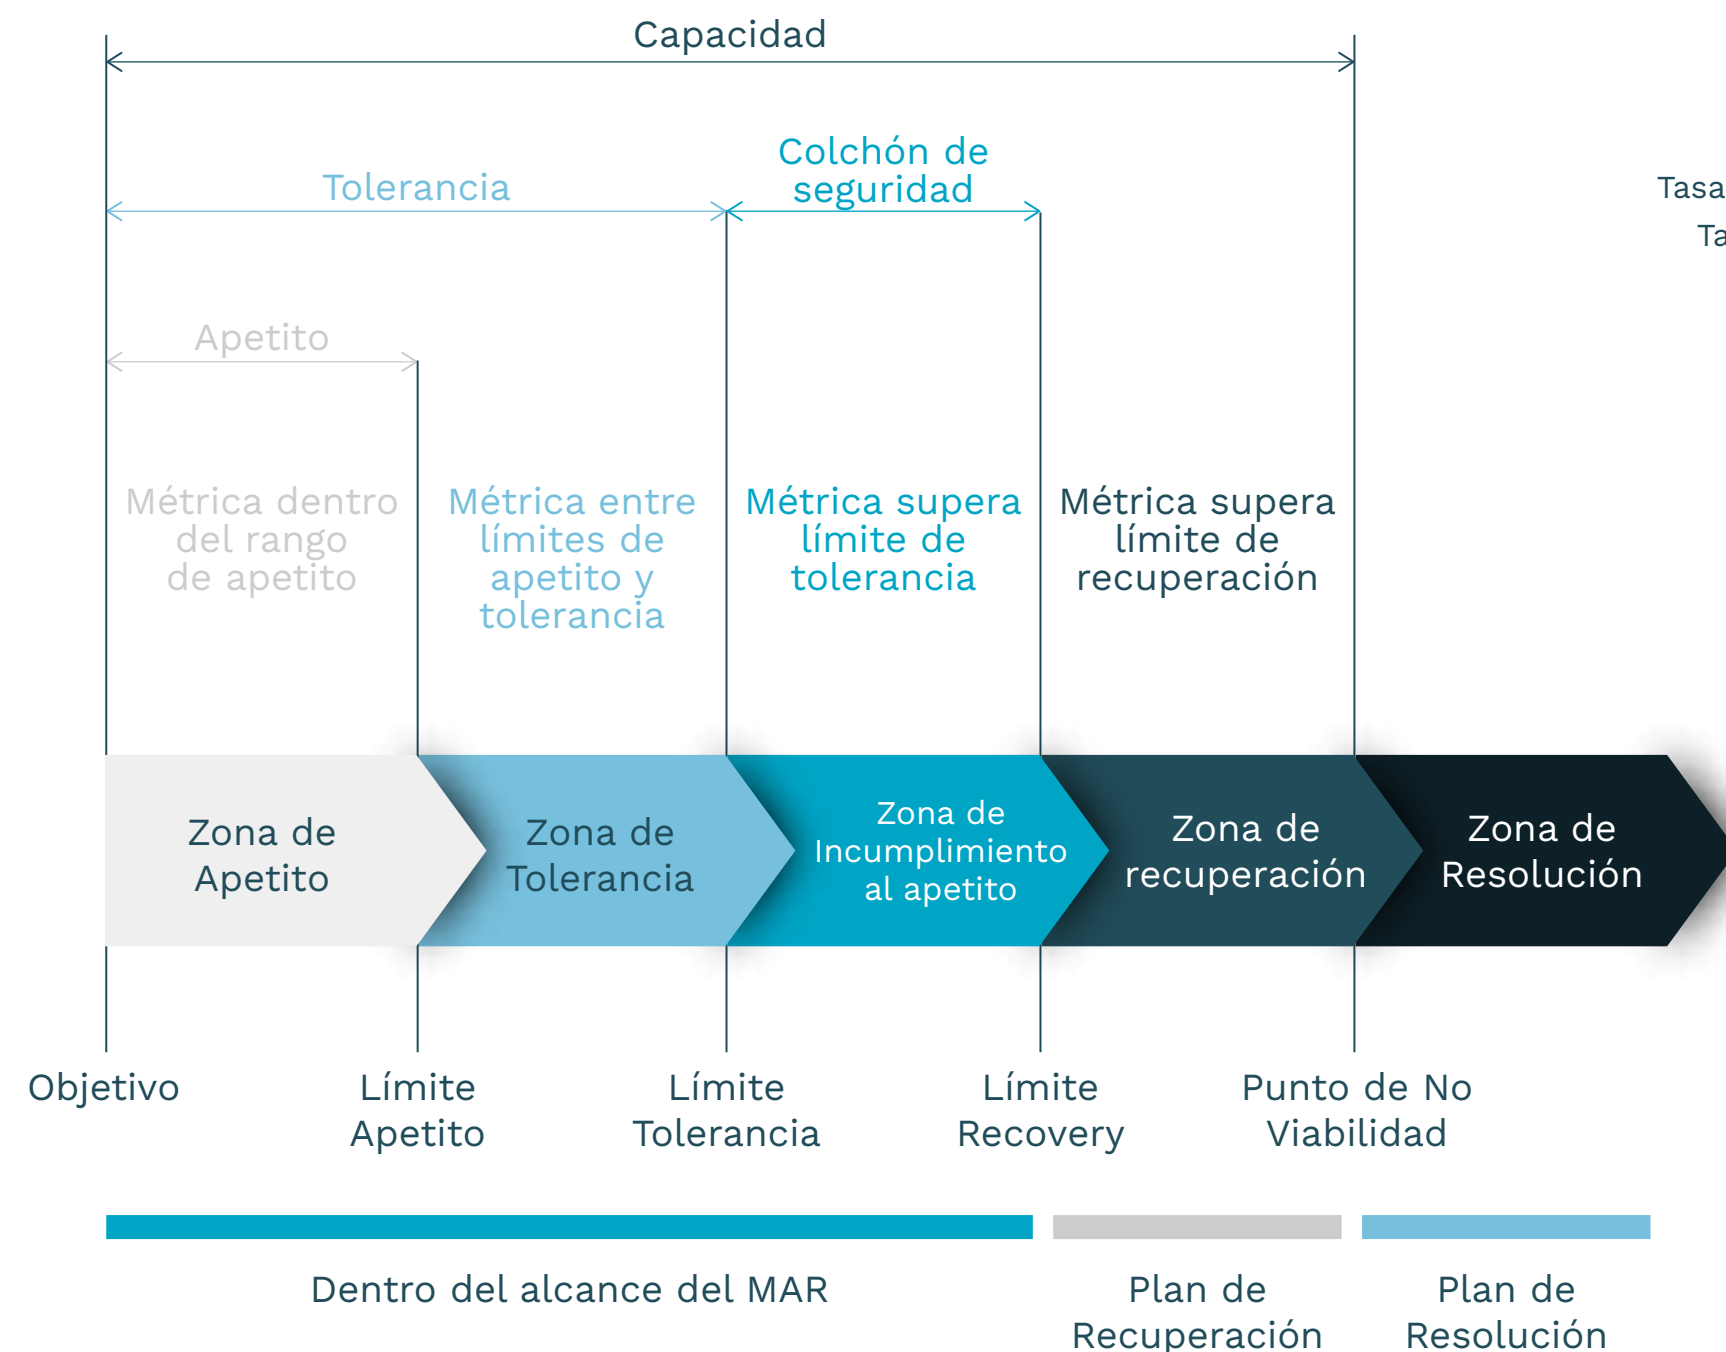 Capacidad
Colchón de
seguridad
Tolerancia
Tasa
Apetito
Métrica dentro
del rango
de apetito
Métrica entre
límites de
apetito y
tolerancia
Métrica supera
límite de
tolerancia
Métrica supera
límite de
recuperación
Zona de
Apetito
Zona de
Tolerancia
Zona de
Incumplimiento
al apetito
Zona de
recuperación
Zona de
Resolución
Objetivo
Límite
Apetito
Límite
Tolerancia
Límite
Recovery
Punto de No
Viabilidad
Dentro del alcance del MAR
Plan de
Recuperación
Plan de
Resolución